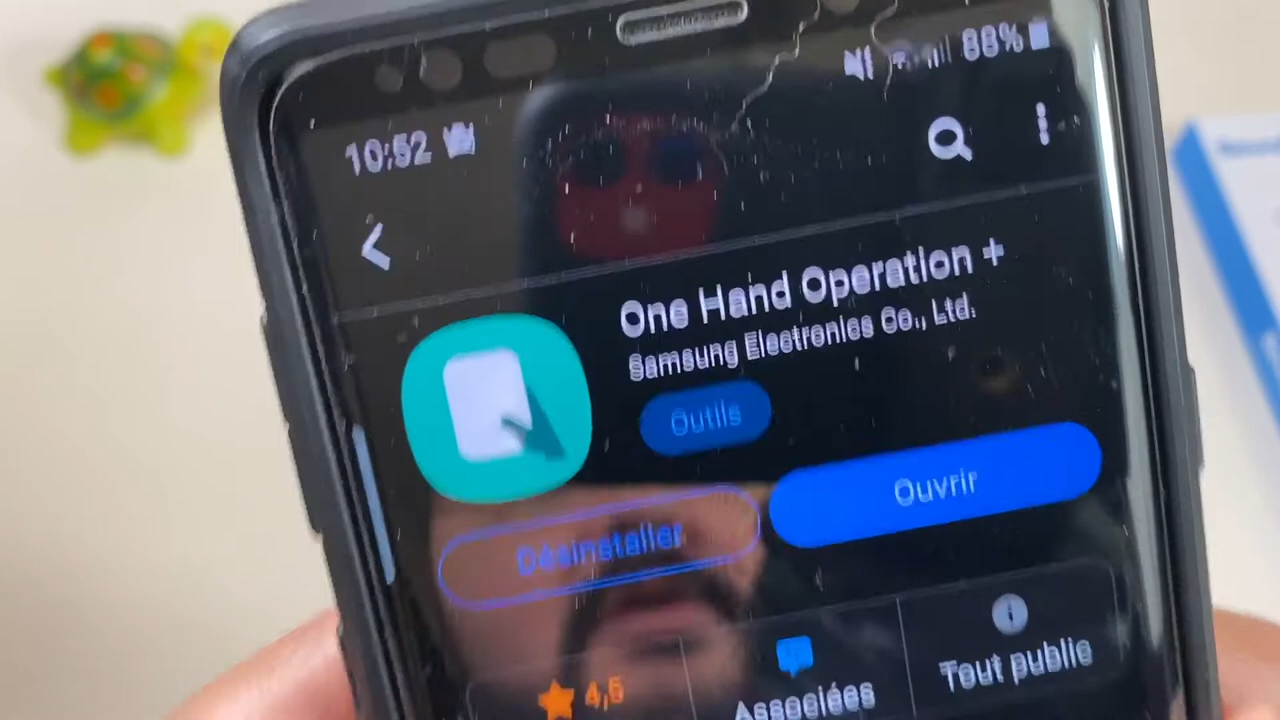 88%
10:52
One Hand Operation +
Samsung Electronics Co., Ltd.
Outils
Ouvrir
Désinstaller
4,5
Associées
Tout public